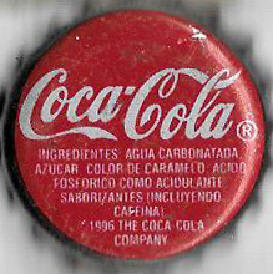 Coca-Cola®
INGREDIENTES: AGUA CARBONATADA,
AZUCAR, COLOR DE CARAMELO, ACIDO
FOSFORICO COMO ACIDULANTE,
SABORIZANTES (INCLUYENDO
CAFEINA).
1996 THE COCA-COLA
COMPANY